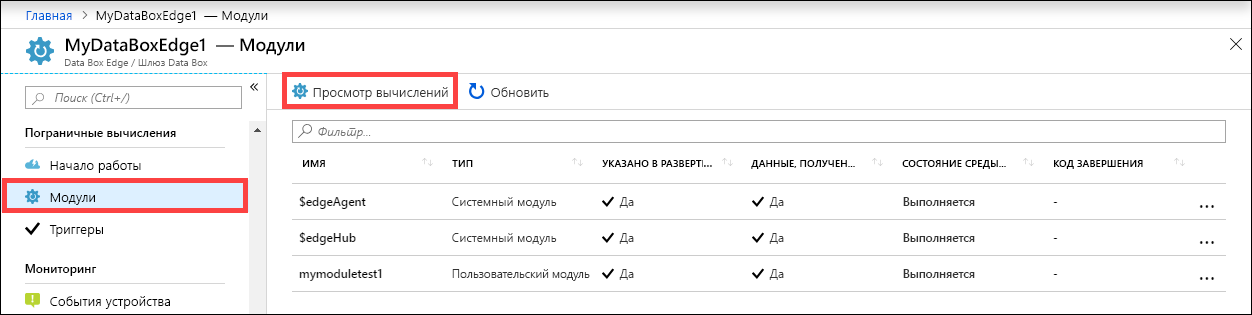 Главная > MyDataBoxEdge1 — Модули
MyDataBoxEdge1 — Модули
Data Box Edge / Шлюз Data Box
Поиск (Ctrl+/)
«
Пограничные вычисления
Начало работы
Модули
Триггеры
Мониторинг
События устройства
Просмотр вычислений Обновить
Фильтр...
ИМЯ ТИП УКАЗАНО В РАЗВЕРТ... ДАННЫЕ, ПОЛУЧЕН... СОСТОЯНИЕ СРЕДЫ... КОД ЗАВЕРШЕНИЯ
$edgeAgent Системный модуль Да Да Выполняется - ...
$edgeHub Системный модуль Да Да Выполняется - ...
mymoduletest1 Пользовательский модуль Да Да Выполняется - ...